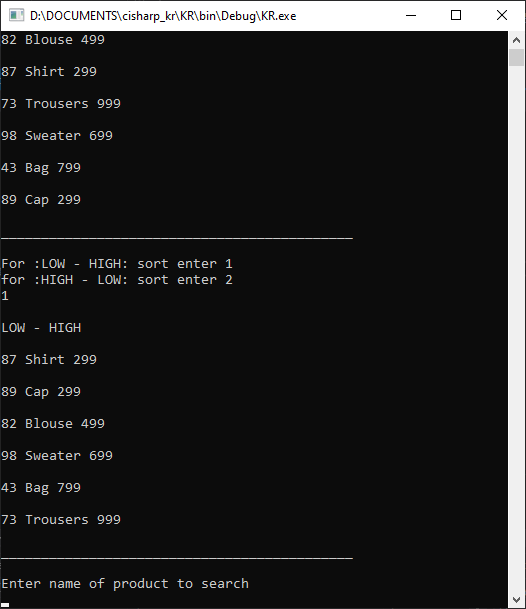 D:\DOCUMENTS\cisharp_kr\KR\bin\Debug\KR.exe
82 Blouse 499
87 Shirt 299
73 Trousers 999
98 Sweater 699
43 Bag 799
89 Cap 299
____________________________________________
For :LOW - HIGH: sort enter 1
for :HIGH - LOW: sort enter 2
1
LOW - HIGH
87 Shirt 299
89 Cap 299
82 Blouse 499
98 Sweater 699
43 Bag 799
73 Trousers 999
____________________________________________
Enter name of product to search